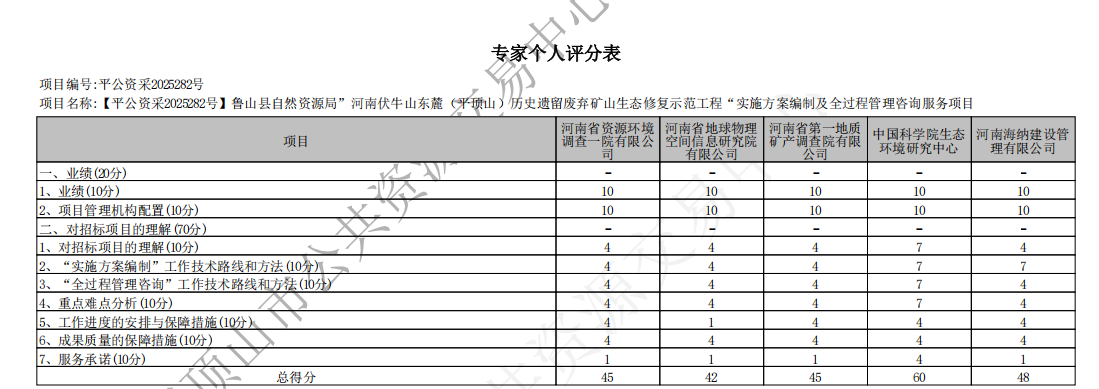 专家个人评分表
项目编号:平公资采2025282号
项目名称:【平公资采2025282号】鲁山县自然资源局”河南伏牛山东麓（平顶山）历史遗留废弃矿山生态修复示范工程“实施方案编制及全过程管理咨询服务项目
项目 河南省资源环境调查一院有限公司 河南省地球物理空间信息研究院有限公司 河南省第一地质矿产调查院有限公司 中国科学院生态环境研究中心 河南海纳建设管理有限公司
一、业绩(20分) - - - - -
1、业绩(10分) 10 10 10 10 10
2、项目管理机构配置(10分) 10 10 10 10 10
二、对招标项目的理解(70分) - - - - -
1、对招标项目的理解(10分) 4 4 4 7 4
2、“实施方案编制”工作技术路线和方法(10分) 4 4 4 7 7
3、“全过程管理咨询”工作技术路线和方法(10分) 4 4 4 7 4
4、重点难点分析(10分) 4 4 4 7 4
5、工作进度的安排与保障措施(10分) 4 1 4 4 4
6、成果质量的保障措施(10分) 4 4 4 4 4
7、服务承诺(10分) 1 1 1 4 1
总得分 45 42 45 60 48
顶山市公共资源交易中心
共资源交易中